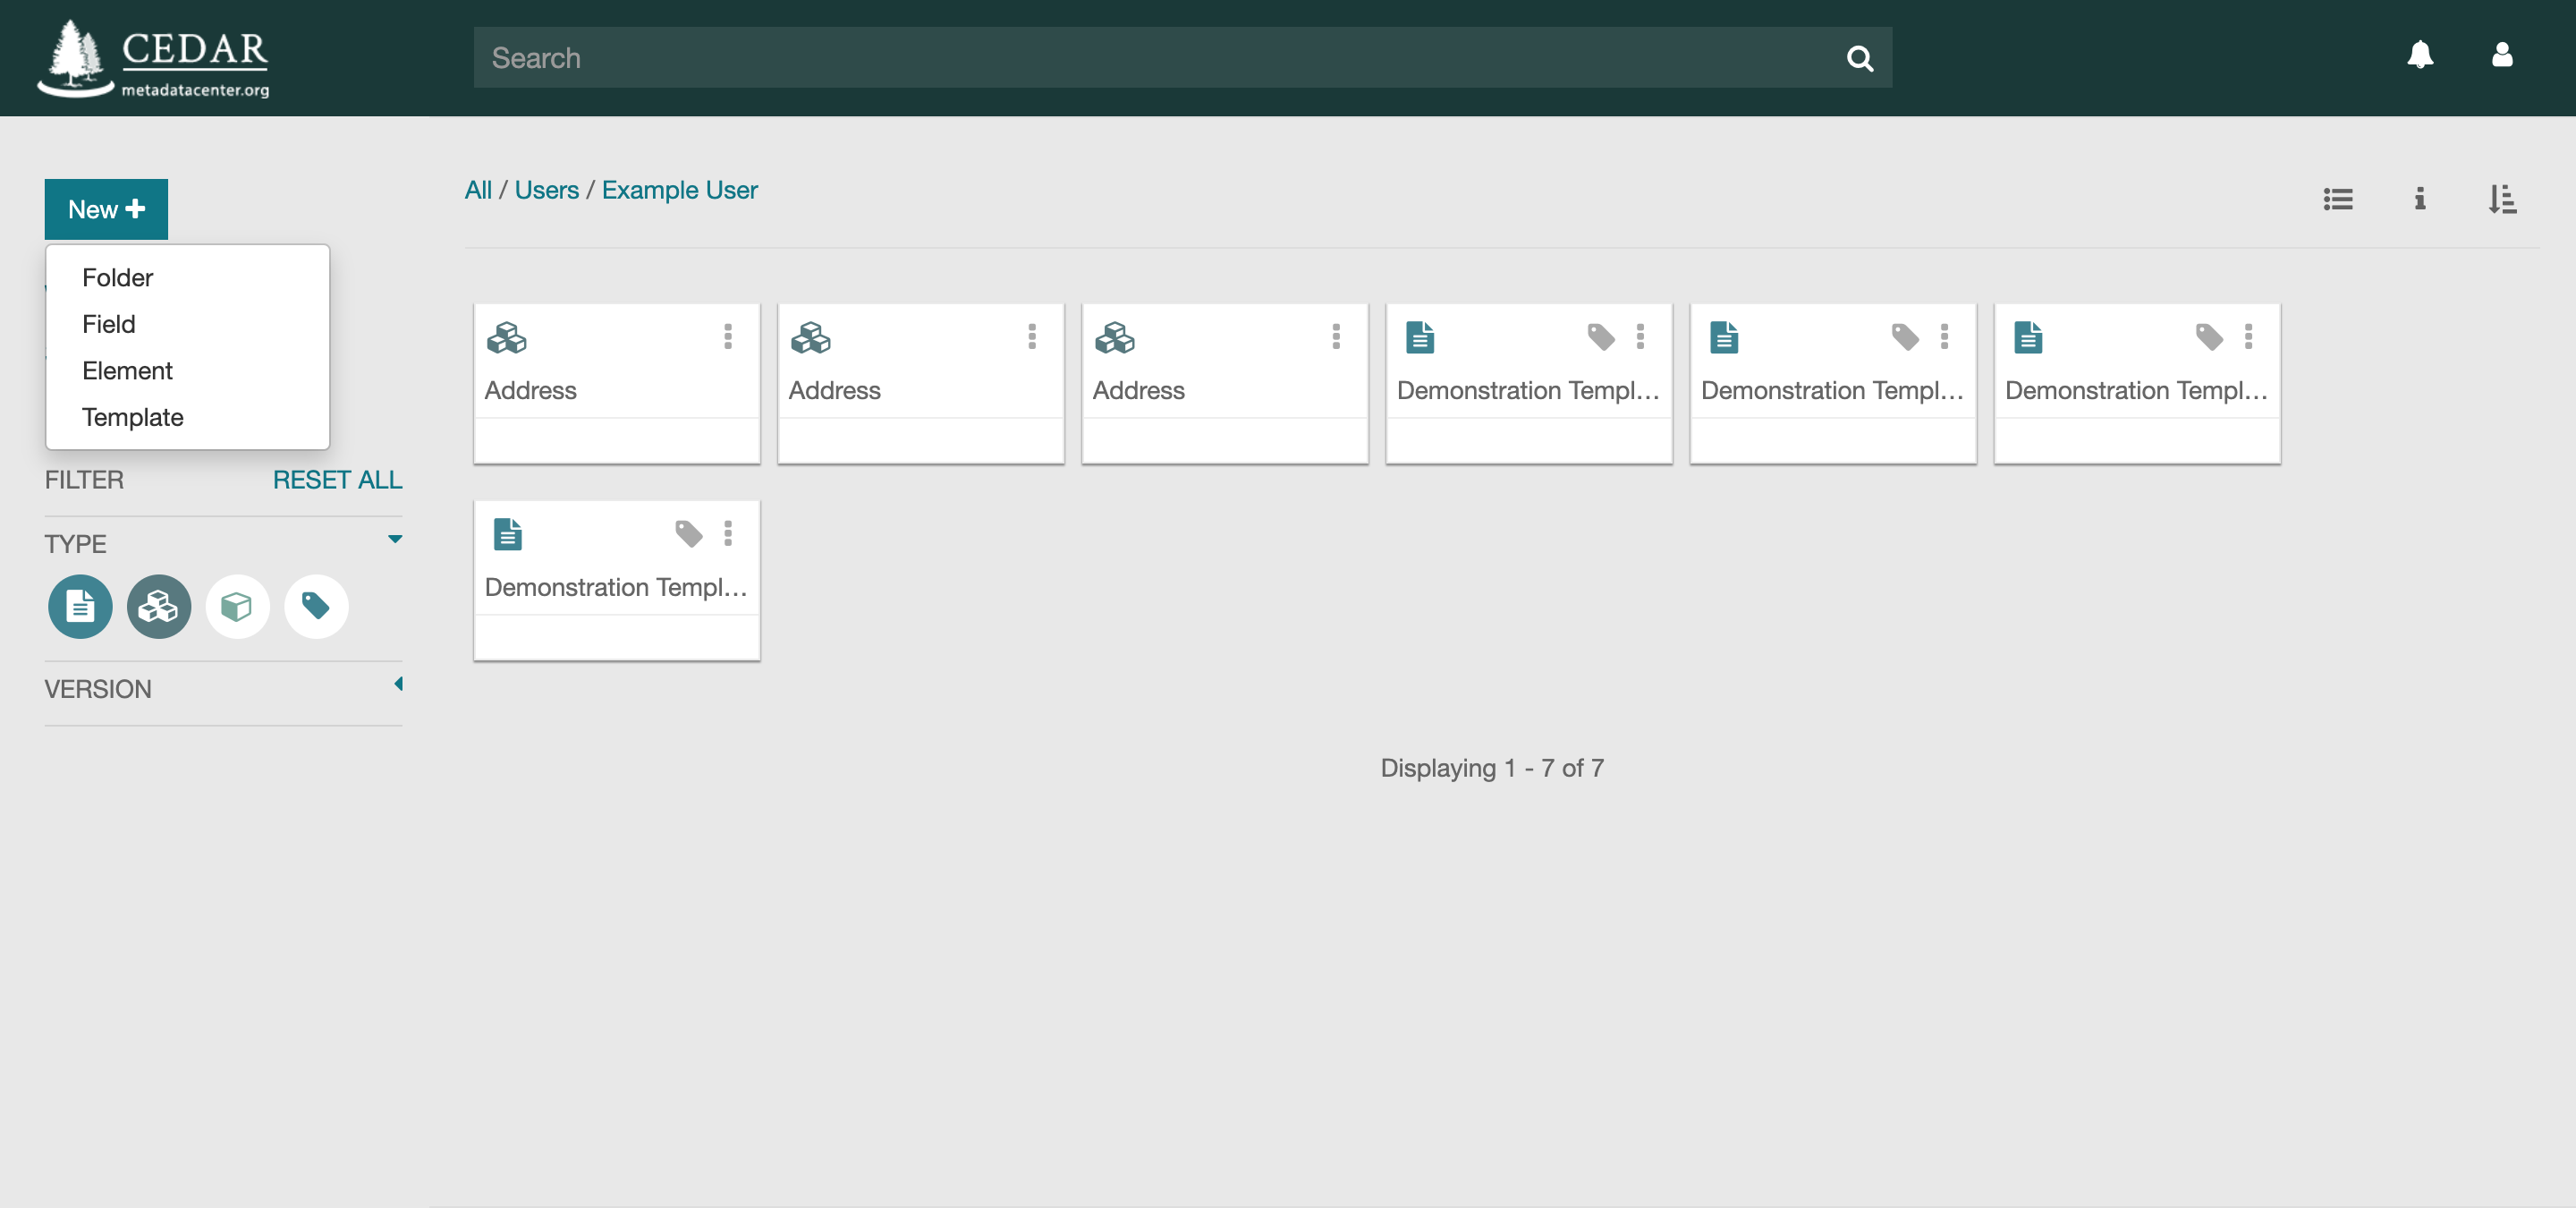 CEDAR
metadatacenter.org
Search
New
All / Users / Example User
Folder
Field
Element
Template
Address
Address
Address
Demonstration Templ...
Demonstration Templ...
Demonstration Templ...
FILTER
RESET ALL
TYPE
Demonstration Templ...
VERSION
Displaying 1 - 7 of 7